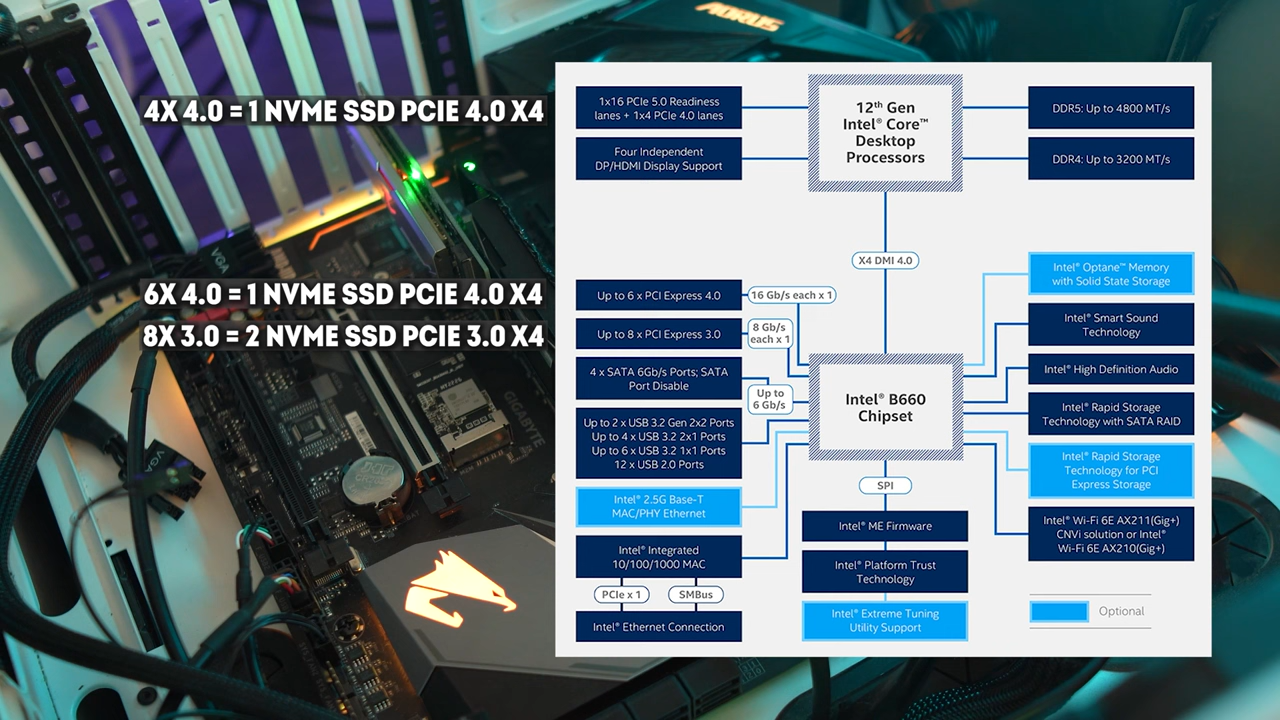 AORUS
4X 4.0 = 1 NVME SSD PCIE 4.0 X4
6X 4.0 = 1 NVME SSD PCIE 4.0 X4
8X 3.0 = 2 NVME SSD PCIE 3.0 X4
VGA
VGA
GIGABYTE
1x16 PCIe 5.0 Readiness
lanes + 1x4 PCIe 4.0 lanes
Four Independent
DP/HDMI Display Support
12th Gen
Intel® Core™
Desktop
Processors
DDR5: Up to 4800 MT/s
DDR4: Up to 3200 MT/s
X4 DMI 4.0
Up to 6 x PCI Express 4.0
16 Gb/s each x 1
Up to 8 x PCI Express 3.0
8 Gb/s
each x 1
4 x SATA 6Gb/s Ports; SATA
Port Disable
Up to
6 Gb/s
Up to 2 x USB 3.2 Gen 2x2 Ports
Up to 4 x USB 3.2 2x1 Ports
Up to 6 x USB 3.2 1x1 Ports
12 x USB 2.0 Ports
Intel® 2.5G Base-T
MAC/PHY Ethernet
Intel® Integrated
10/100/1000 MAC
PCIe x 1
SMBus
Intel® Ethernet Connection
Intel® B660
Chipset
SPI
Intel® ME Firmware
Intel® Platform Trust
Technology
Intel® Extreme Tuning
Utility Support
Intel® Optane™ Memory
with Solid State Storage
Intel® Smart Sound
Technology
Intel® High Definition Audio
Intel® Rapid Storage
Technology with SATA RAID
Intel® Rapid Storage
Technology for PCI
Express Storage
Intel® Wi-Fi 6E AX211(Gig+)
CNVi solution or Intel®
Wi-Fi 6E AX210(Gig+)
Optional